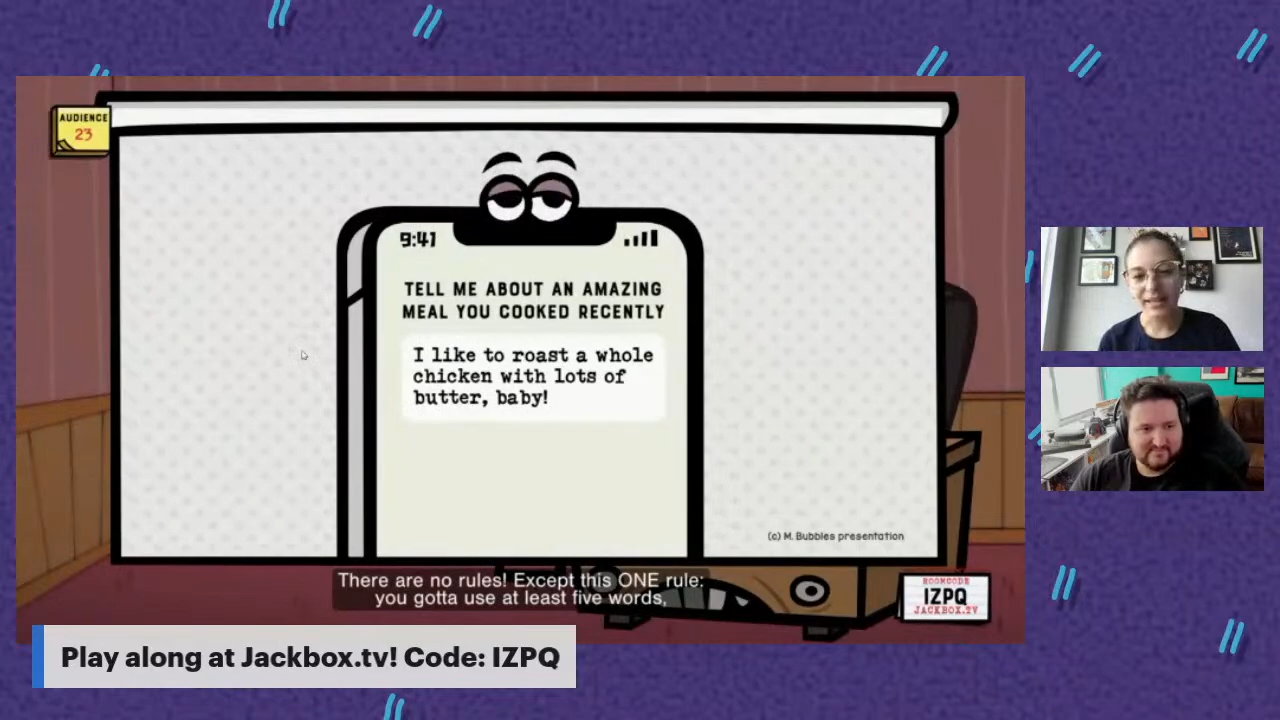 AUDIENCE
23
9:41
TELL ME ABOUT AN AMAZING
MEAL YOU COOKED RECENTLY
I like to roast a whole
chicken with lots of
butter, baby!
(c) M. Bubbles presentation
There are no rules! Except this ONE rule:
you gotta use at least five words,
ROOMCODE
IZPQ
JACKBOX.TV
Play along at Jackbox.tv! Code: IZPQ